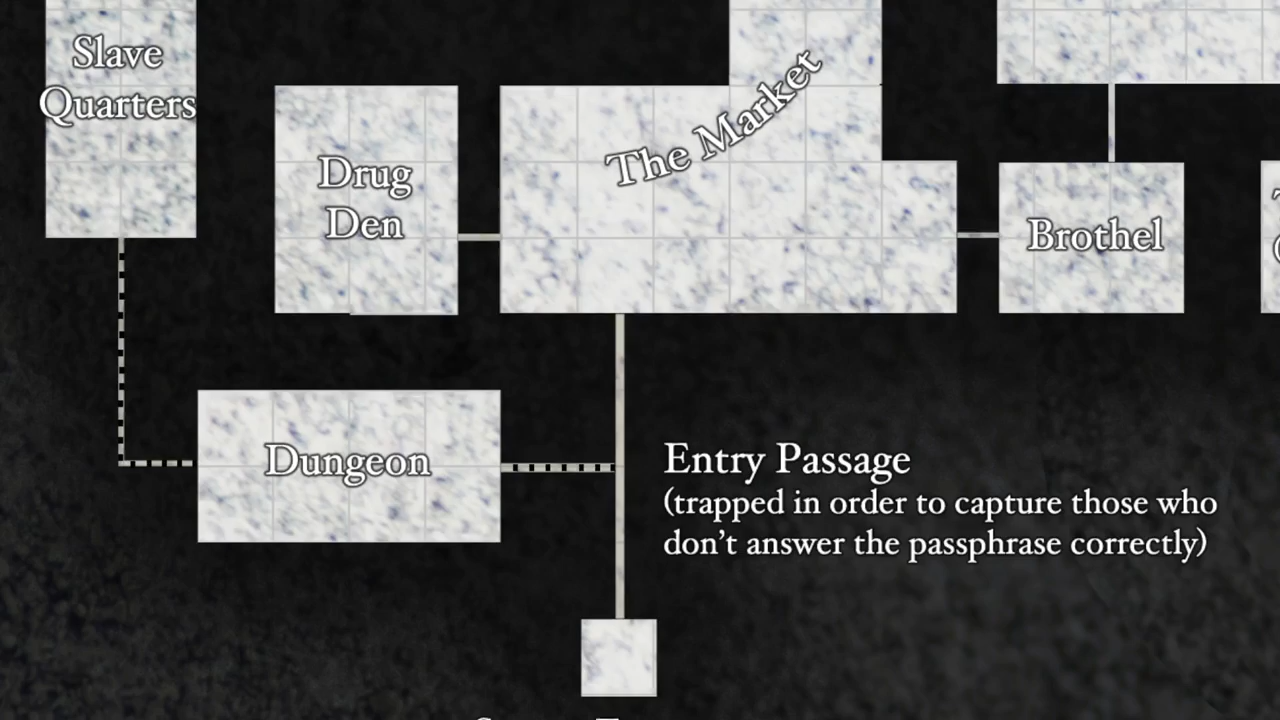 Slave
Quarters
The Market
Drug
Den
Brothel
Dungeon
Entry Passage
(trapped in order to capture those who
don't answer the passphrase correctly)